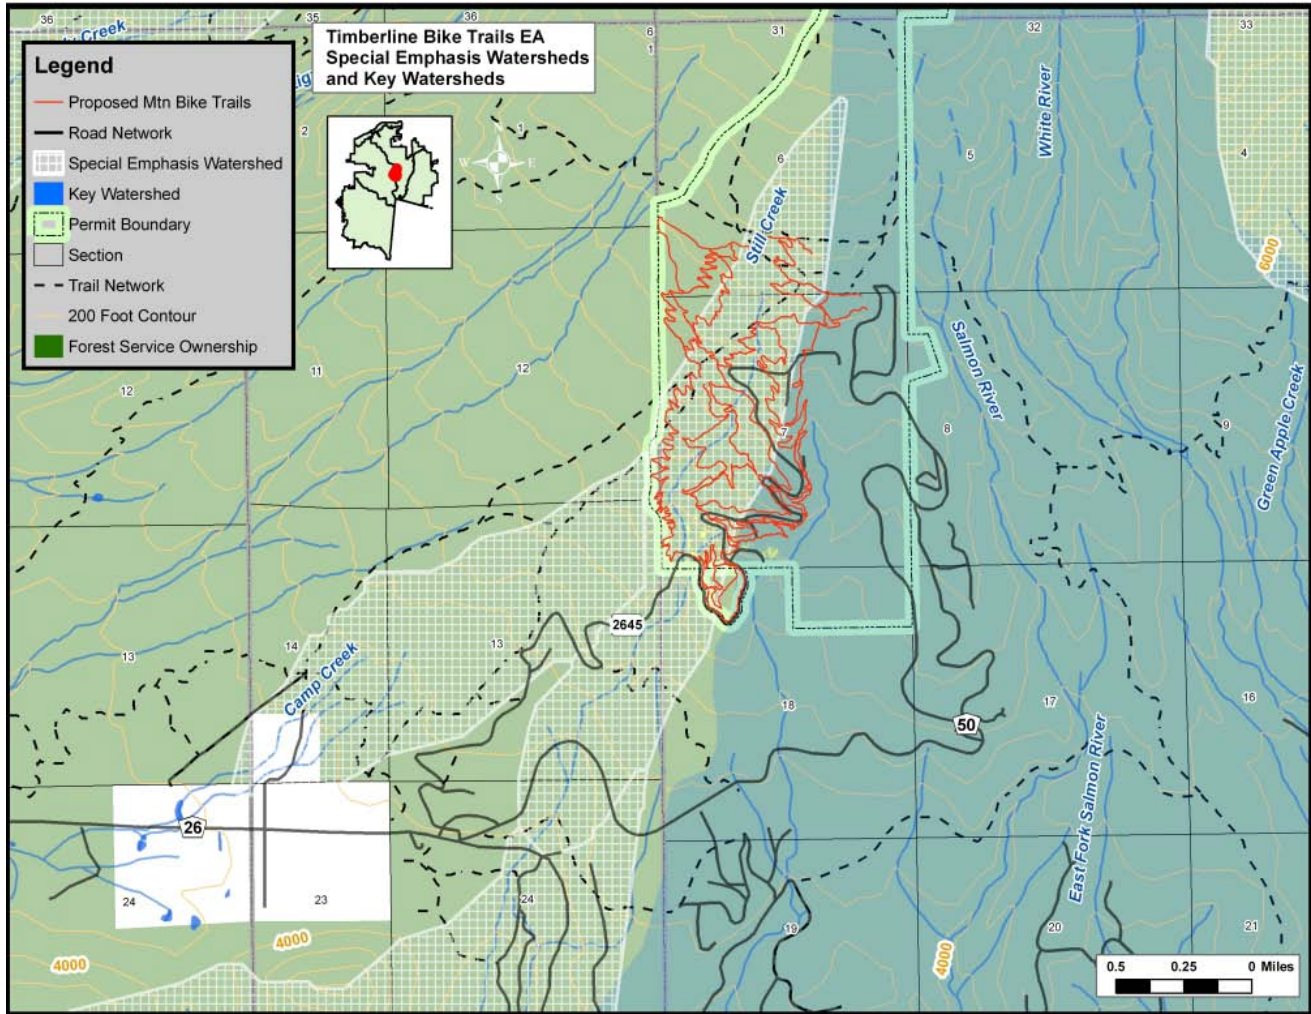 36
35
36
6
1
31
32
33
Creek
Timberline Bike Trails EA
Special Emphasis Watersheds
and Key Watersheds
Legend
Proposed Mtn Bike Trails
Road Network
Special Emphasis Watershed
Key Watershed
Permit Boundary
Section
Trail Network
200 Foot Contour
Forest Service Ownership
N
W E
S
2
1
6
5
4
White River
Still Creek
6000
12
11
12
7
8
9
Salmon River
Green Apple Creek
13
14
13
2645
Camp Creek
18
17
16
50
26
East Fork Salmon River
24
23
24
19
20
21
4000
4000
4000
0.5 0.25 0 Miles